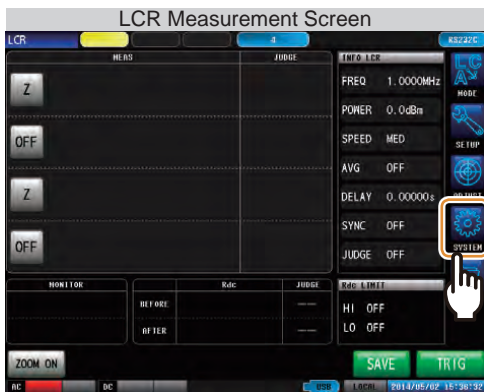 LCR Measurement Screen
LCR 4 RS232C
MEAS JUDGE INFO LCR
Z FREQ 1.0000MHz MODE
POWER 0.0dBm
OFF SPEED MED SETUP
AVG OFF
Z DELAY 0.00000s ADJUST
SYNC OFF
OFF JUDGE OFF SYSTEM
MONITOR Rdc JUDGE Rdc LIMIT
BEFORE ---- HI OFF
AFTER ---- LO OFF
ZOOM ON SAVE TRIG
AC DC USB LOCAL 2014/05/02 15:36:32